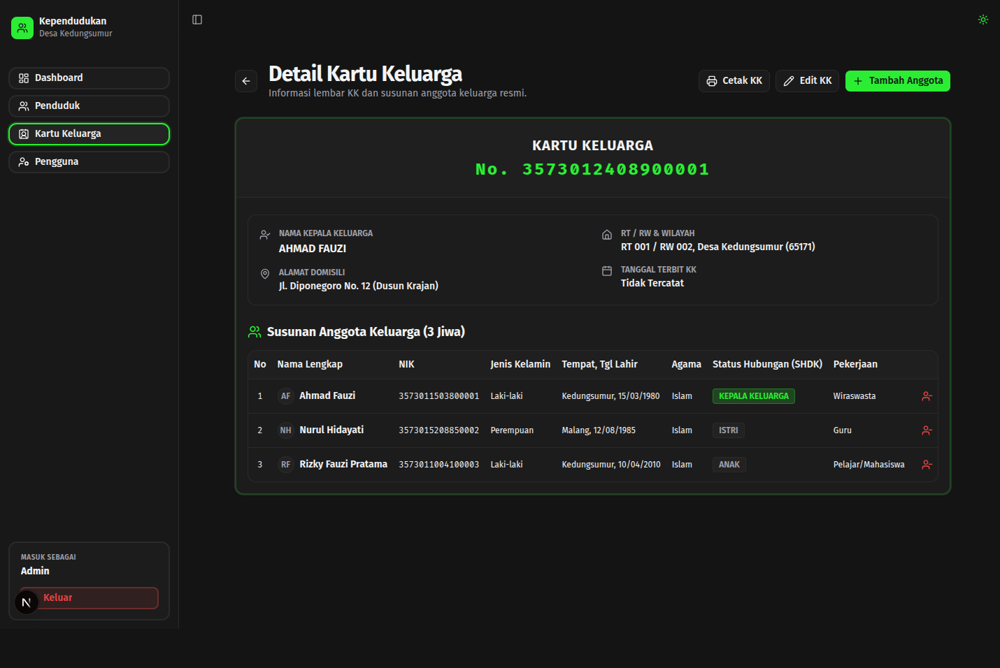 Kependudukan
Desa Kedungsumur
Dashboard
Penduduk
Kartu Keluarga
Pengguna
MASUK SEBAGAI
Admin
Keluar
N
Detail Kartu Keluarga
Informasi lembar KK dan susunan anggota keluarga resmi.
Cetak KK
Edit KK
Tambah Anggota
KARTU KELUARGA
No. 3573012408900001
NAMA KEPALA KELUARGA
AHMAD FAUZI
ALAMAT DOMISILI
Jl. Diponegoro No. 12 (Dusun Krajan)
RT / RW & WILAYAH
RT 001 / RW 002, Desa Kedungsumur (65171)
TANGGAL TERBIT KK
Tidak Tercatat
Susunan Anggota Keluarga (3 Jiwa)
No Nama Lengkap NIK Jenis Kelamin Tempat, Tgl Lahir Agama Status Hubungan (SHDK) Pekerjaan
1 AF Ahmad Fauzi 3573011503800001 Laki-laki Kedungsumur, 15/03/1980 Islam KEPALA KELUARGA Wiraswasta
2 NH Nurul Hidayati 3573015208850002 Perempuan Malang, 12/08/1985 Islam ISTRI Guru
3 RF Rizky Fauzi Pratama 3573011004100003 Laki-laki Kedungsumur, 10/04/2010 Islam ANAK Pelajar/Mahasiswa